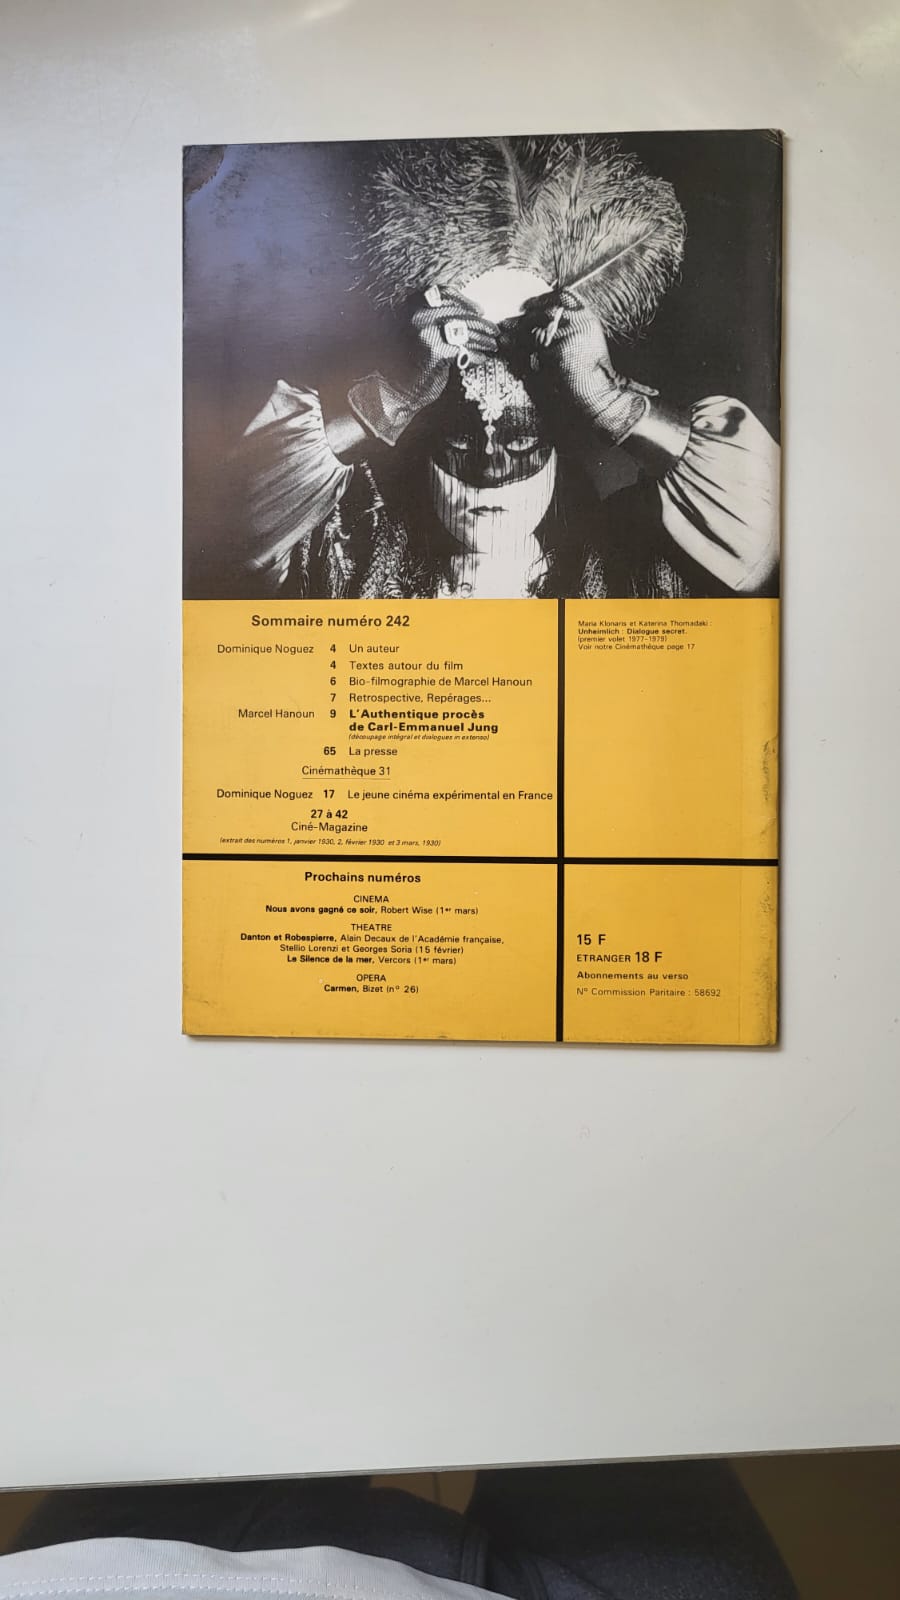 Sommaire numéro 242
Dominique Noguez 4 Un auteur
4 Textes autour du film
6 Bio-filmographie de Marcel Hanoun
7 Retrospective, Repérages...
Marcel Hanoun 9 L'Authentique procès
de Carl-Emmanuel Jung
(découpage intégral et dialogues in extenso)
65 La presse
Cinémathèque 31
Dominique Noguez 17 Le jeune cinéma expérimental en France
27 à 42
Ciné-Magazine
(extrait des numéros 1, janvier 1930, 2, février 1930 et 3 mars, 1930)
Maria Klonaris et Katerina Thomadaki :
Unheimlich : Dialogue secret.
(premier volet 1977-1979)
Voir notre Cinémathèque page 17
Prochains numéros
CINEMA
Nous avons gagné ce soir, Robert Wise (1er mars)
THEATRE
Danton et Robespierre, Alain Decaux de l'Académie française,
Stellio Lorenzi et Georges Soria (15 février)
Le Silence de la mer, Vercors (1er mars)
OPERA
Carmen, Bizet (n° 26)
15 F
ETRANGER 18 F
Abonnements au verso
N° Commission Paritaire : 58692